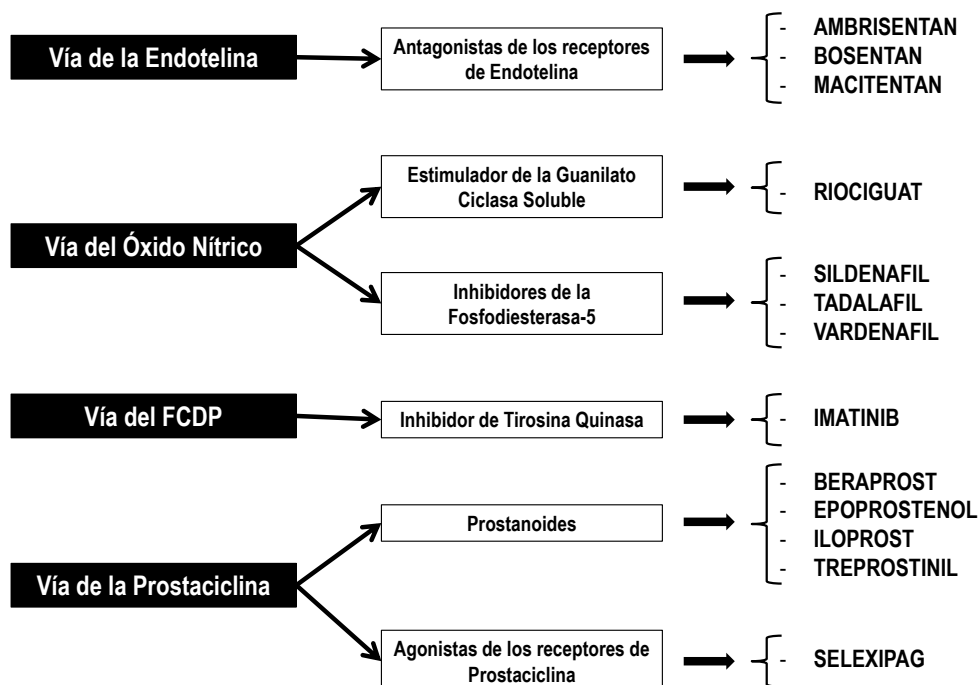 Vía de la Endotelina
Antagonistas de los receptores
de Endotelina
- AMBRISENTAN
- BOSENTAN
- MACITENTAN
Vía del Óxido Nítrico
Estimulador de la Guanilato
Ciclasa Soluble
- RIOCIGUAT
Inhibidores de la
Fosfodiesterasa-5
- SILDENAFIL
- TADALAFIL
- VARDENAFIL
Vía del FCDP
Inhibidor de Tirosina Quinasa
- IMATINIB
Vía de la Prostaciclina
Prostanoides
- BERAPROST
- EPOPROSTENOL
- ILOPROST
- TREPROSTINIL
Agonistas de los receptores de
Prostaciclina
- SELEXIPAG